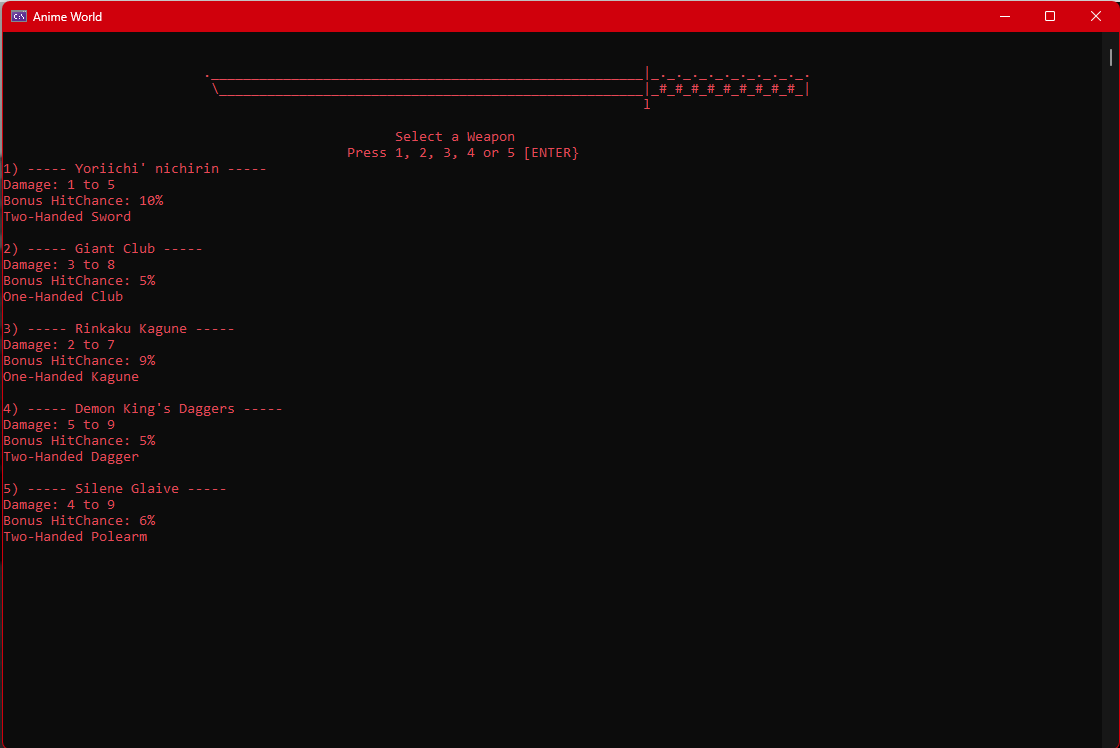 Anime World
._______________________________________________________|_._._._._._._._._._.
\_____________________________________________________|_#_#_#_#_#_#_#_#_#_|
l
Select a Weapon
Press 1, 2, 3, 4 or 5 [ENTER}
1) ----- Yoriichi' nichirin -----
Damage: 1 to 5
Bonus HitChance: 10%
Two-Handed Sword
2) ----- Giant Club -----
Damage: 3 to 8
Bonus HitChance: 5%
One-Handed Club
3) ----- Rinkaku Kagune -----
Damage: 2 to 7
Bonus HitChance: 9%
One-Handed Kagune
4) ----- Demon King's Daggers -----
Damage: 5 to 9
Bonus HitChance: 5%
Two-Handed Dagger
5) ----- Silene Glaive -----
Damage: 4 to 9
Bonus HitChance: 6%
Two-Handed Polearm